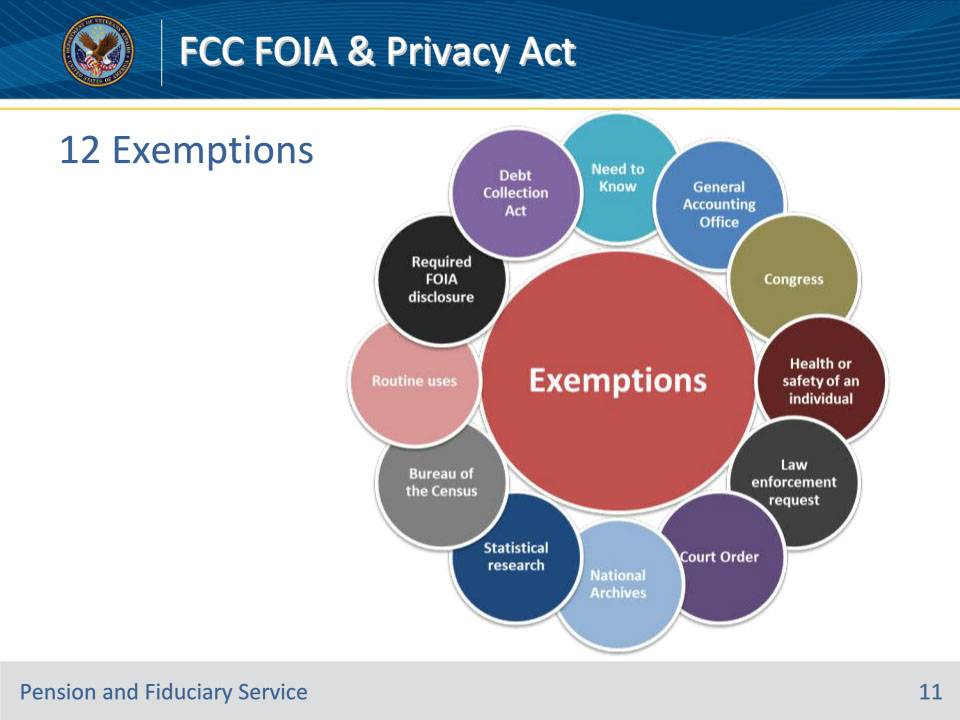 FCC FOIA & Privacy Act
12 Exemptions
Need to
Know
General
Accounting
Office
Congress
Health or
safety of an
individual
Law
enforcement
request
Court Order
National
Archives
Statistical
research
Bureau of
the Census
Routine uses
Required
FOIA
disclosure
Debt
Collection
Act
Exemptions
Pension and Fiduciary Service
11